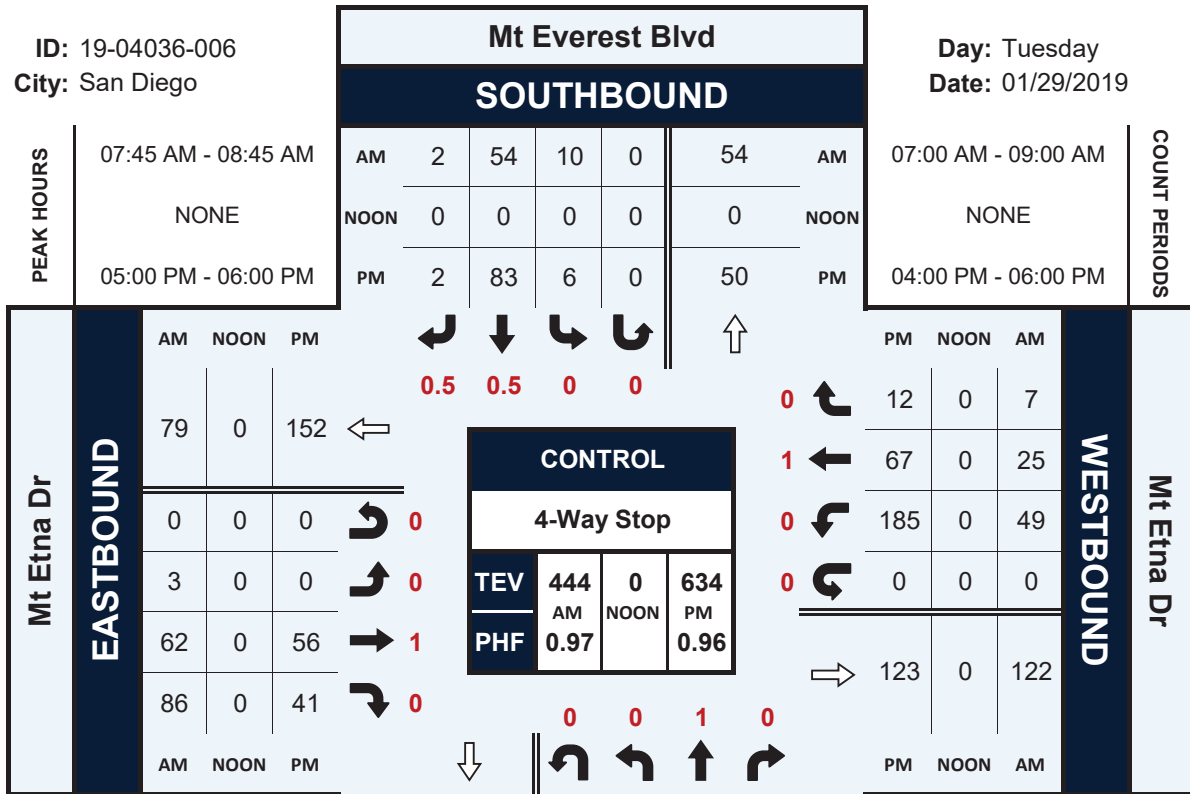 Mt Everest Blvd
SOUTHBOUND
ID: 19-04036-006
City: San Diego
Day: Tuesday
Date: 01/29/2019
PEAK HOURS
07:45 AM - 08:45 AM
NONE
05:00 PM - 06:00 PM
AM 2 54 10 0 54 AM
NOON 0 0 0 0 0 NOON
PM 2 83 6 0 50 PM
07:00 AM - 09:00 AM
NONE
04:00 PM - 06:00 PM
COUNT PERIODS
0.5 0.5 0 0
Mt Etna Dr
EASTBOUND
AM NOON PM
79 0 152
0 0 0 0
3 0 0 0
62 0 56 1
86 0 41 0
AM NOON PM
CONTROL
4-Way Stop
TEV 444 0 634
AM NOON PM
PHF 0.97 0.96
PM NOON AM
0 12 0 7
1 67 0 25
0 185 0 49
0 0 0 0
123 0 122
PM NOON AM
WESTBOUND
Mt Etna Dr
0 0 1 0